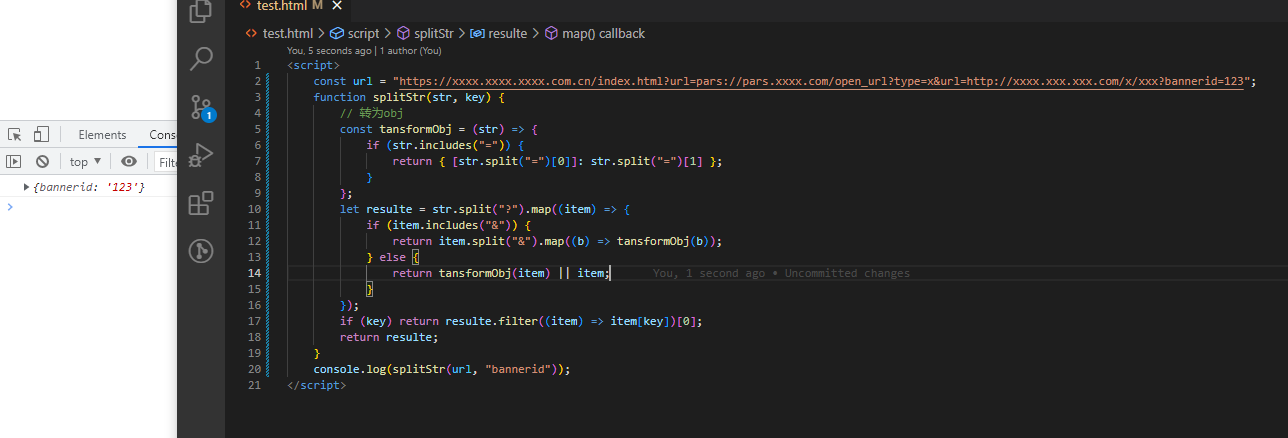 Elements
Conso
top
Filte
{bannerid: '123'}
1
test.html M
test.html > script > splitStr > resulte > map() callback
You, 5 seconds ago | 1 author (You)
1 <script>
2 const url = "https://xxxx.xxxx.xxxx.com.cn/index.html?url=pars://pars.xxxx.com/open_url?type=x&url=http://xxxx.xxx.xxx.com/x/xxx?bannerid=123";
3 function splitStr(str, key) {
4 // 转为obj
5 const tansformObj = (str) => {
6 if (str.includes("=")) {
7 return { [str.split("=")[0]]: str.split("=")[1] };
8 }
9 };
10 let resulte = str.split("?").map((item) => {
11 if (item.includes("&")) {
12 return item.split("&").map((b) => tansformObj(b));
13 } else {
14 return tansformObj(item) || item; You, 1 second ago • Uncommitted changes
15 }
16 });
17 if (key) return resulte.filter((item) => item[key])[0];
18 return resulte;
19 }
20 console.log(splitStr(url, "bannerid"));
21 </script>